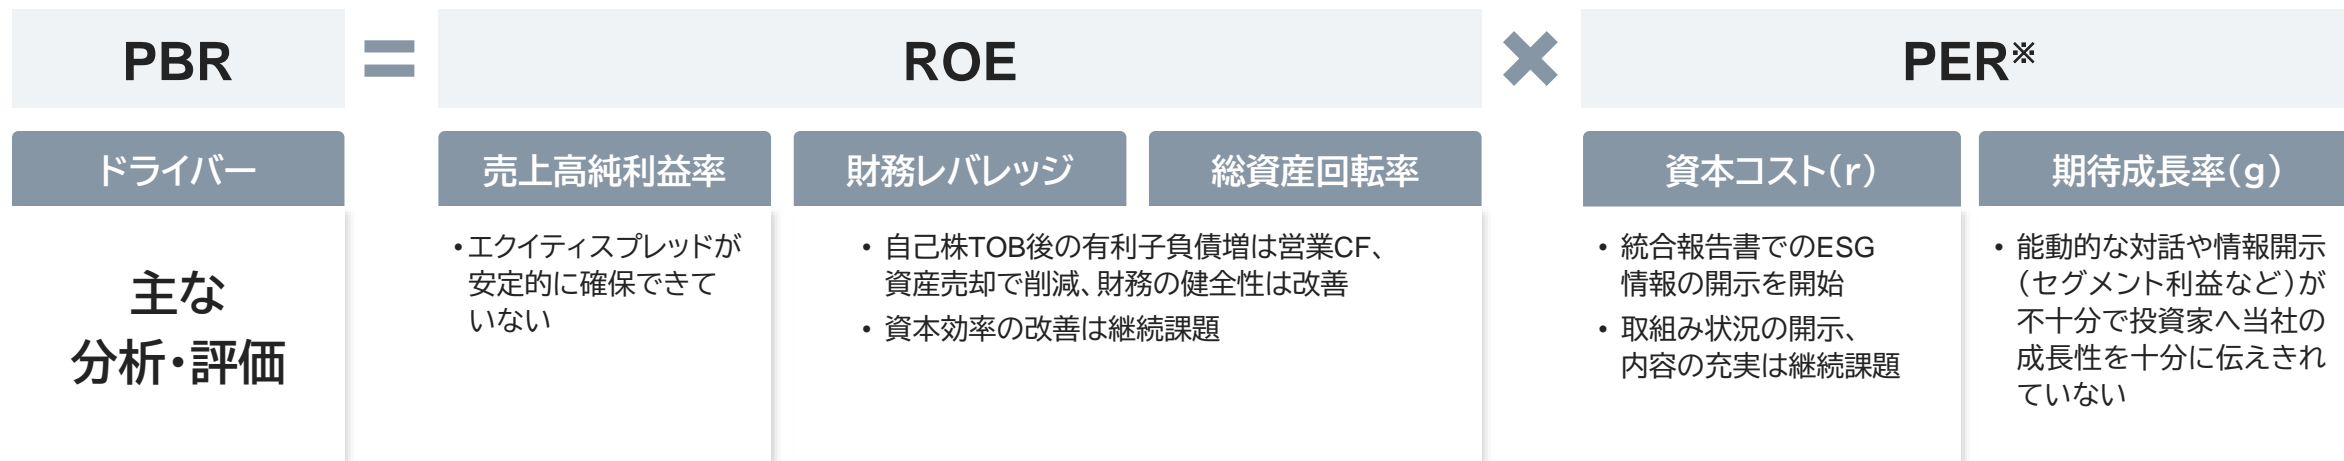 PBR = ROE × PER※
ドライバー
売上高純利益率
財務レバレッジ
総資産回転率
資本コスト(r)
期待成長率(g)
主な
分析・評価
•エクイティスプレッドが
安定的に確保できて
いない
• 自己株TOB後の有利子負債増は営業CF、
資産売却で削減、財務の健全性は改善
• 資本効率の改善は継続課題
• 統合報告書でのESG
情報の開示を開始
• 取組み状況の開示、
内容の充実は継続課題
• 能動的な対話や情報開示
(セグメント利益など)が
不十分で投資家へ当社の
成長性を十分に伝えきれ
ていない